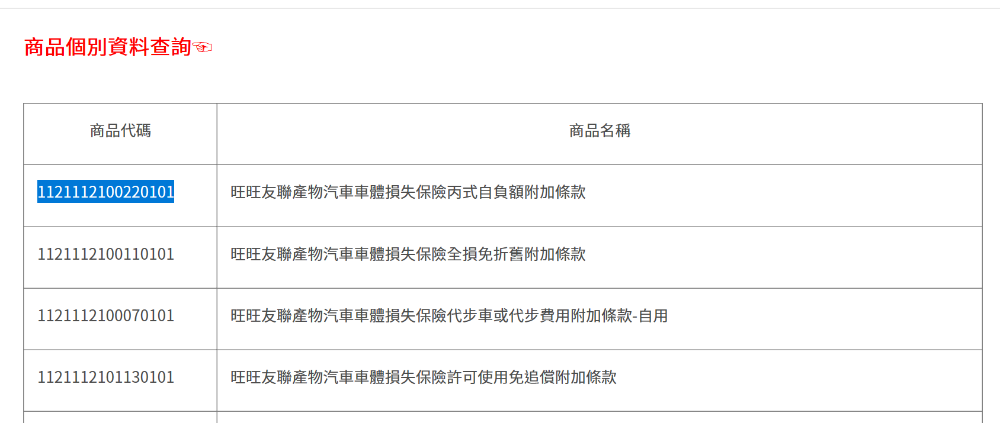 商品個別資料查詢☜
商品代碼 商品名稱
1121112100220101 旺旺友聯產物汽車車體損失保險丙式自負額附加條款
1121112100110101 旺旺友聯產物汽車車體損失保險全損免折舊附加條款
1121112100070101 旺旺友聯產物汽車車體損失保險代步車或代步費用附加條款-自用
1121112101130101 旺旺友聯產物汽車車體損失保險許可使用免追償附加條款